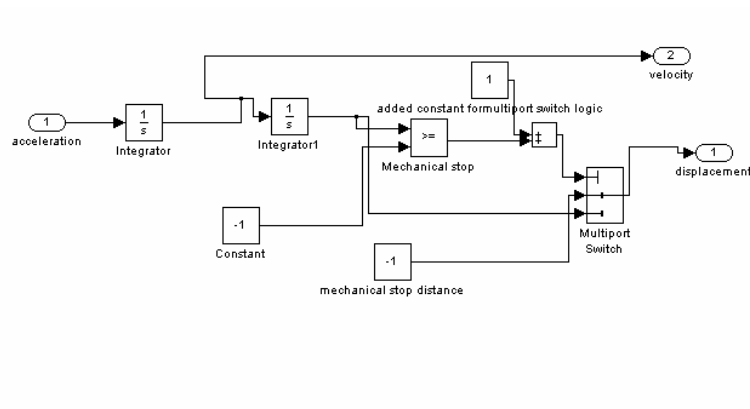 2
velocity
1
added constant formultiport switch logic
1
acceleration
1
s
Integrator
1
s
Integrator1
>=
Mechanical stop
+
+
1
displacement
-1
Constant
Multiport
Switch
-1
mechanical stop distance